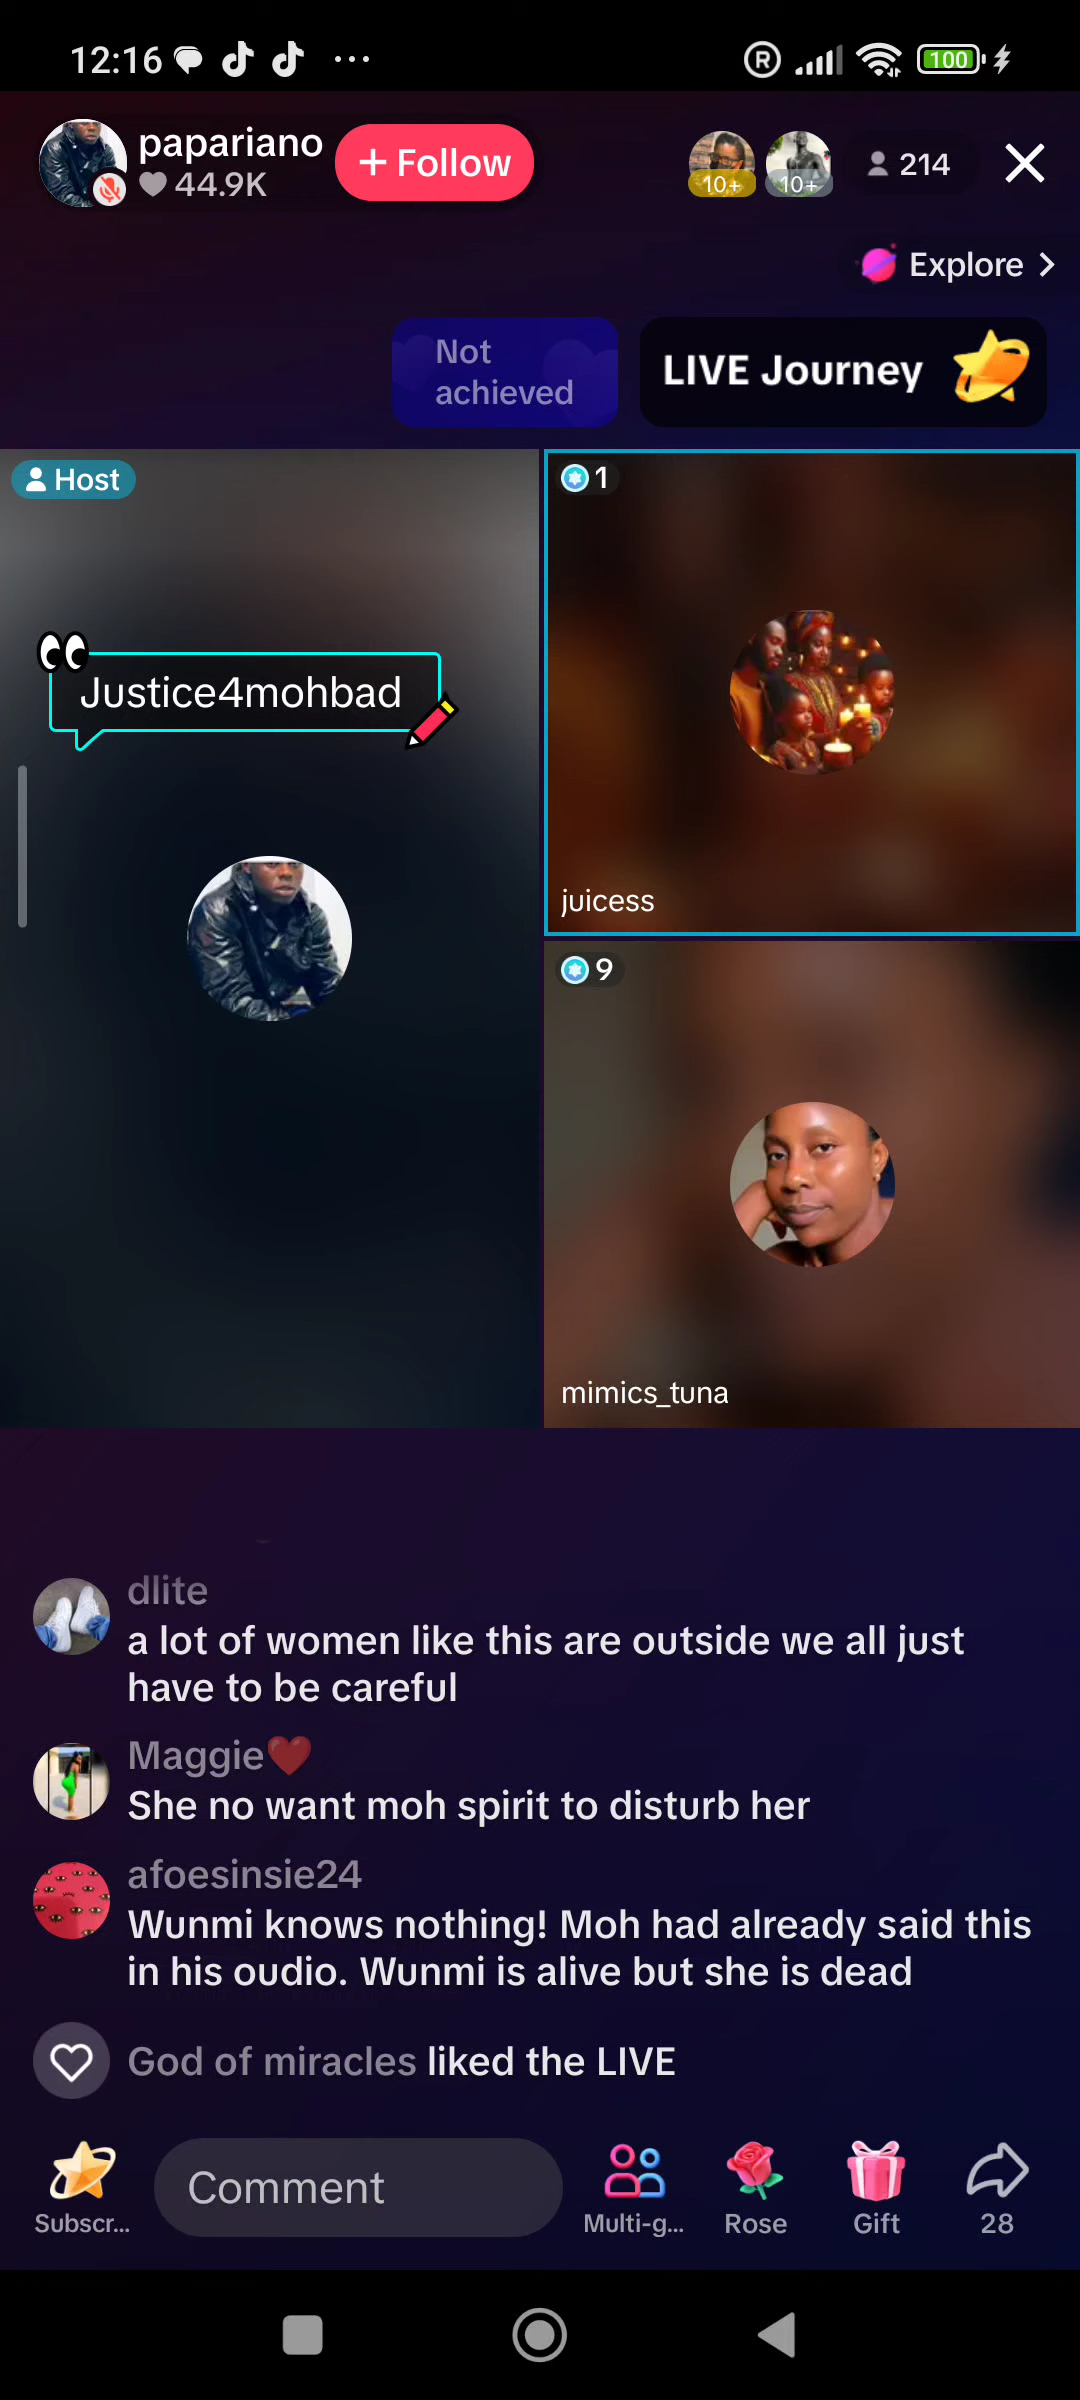 12:16
R
100
papariano
44.9K
+ Follow
10+
10+
214
Explore
Not
achieved
LIVE Journey
Host
1
Justice4mohbad
juicess
9
mimics_tuna
dlite
a lot of women like this are outside we all just
have to be careful
Maggie❤️
She no want moh spirit to disturb her
afoesinsie24
Wunmi knows nothing! Moh had already said this
in his oudio. Wunmi is alive but she is dead
God of miracles liked the LIVE
Subscr...
Comment
Multi-g...
Rose
Gift
28